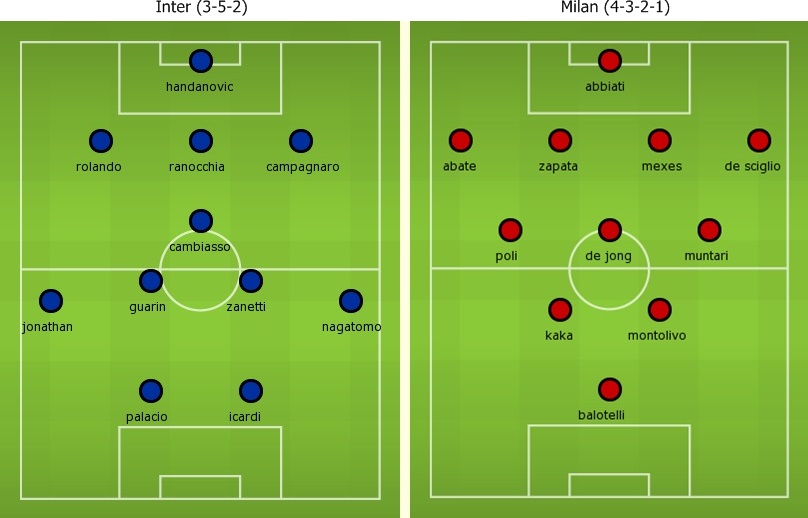 Inter (3-5-2)
handanovic
rolando ranocchia campagnaro
cambiasso
guarin zanetti
jonathan nagatomo
palacio icardi
Milan (4-3-2-1)
abbiati
abate zapata mexes de sciglio
poli de jong muntari
kaka montolivo
balotelli